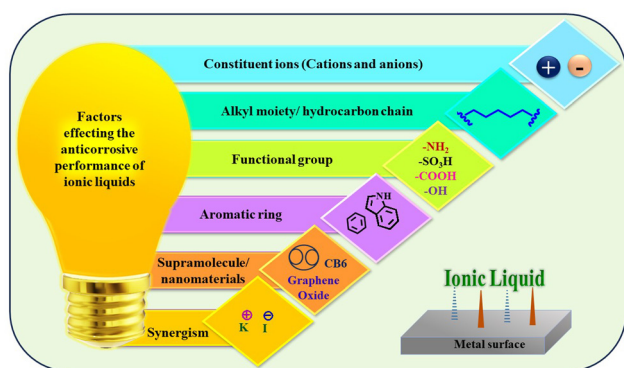 Factors
effecting the
anticorrosive
performance of
ionic liquids
Constituent ions (Cations and anions)
+ -
Alkyl moiety/ hydrocarbon chain
Functional group
-NH₂
-SO₃H
-COOH
-OH
Aromatic ring
NH
Supramolecule/
nanomaterials
CB6
Graphene
Oxide
Synergism
⊕ ⊖
K I
Ionic Liquid
Metal surface